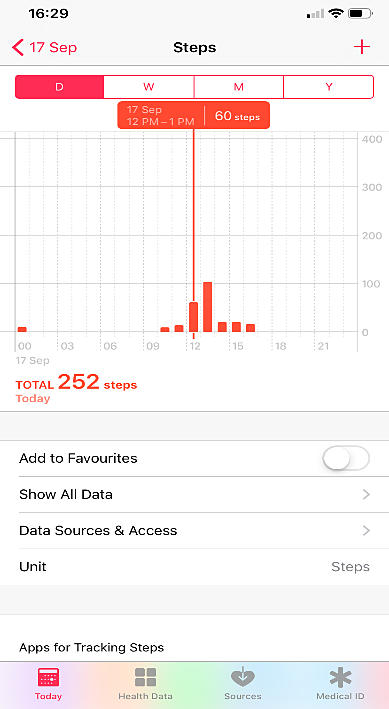 16:29
17 Sep
Steps
+
D W M Y
17 Sep
12 PM – 1 PM
60 steps
400
300
200
100
0
00 03 06 09 12 15 18 21
17 Sep
TOTAL 252 steps
Today
Add to Favourites
Show All Data
Data Sources & Access
Unit Steps
Apps for Tracking Steps
Today Health Data Sources Medical ID